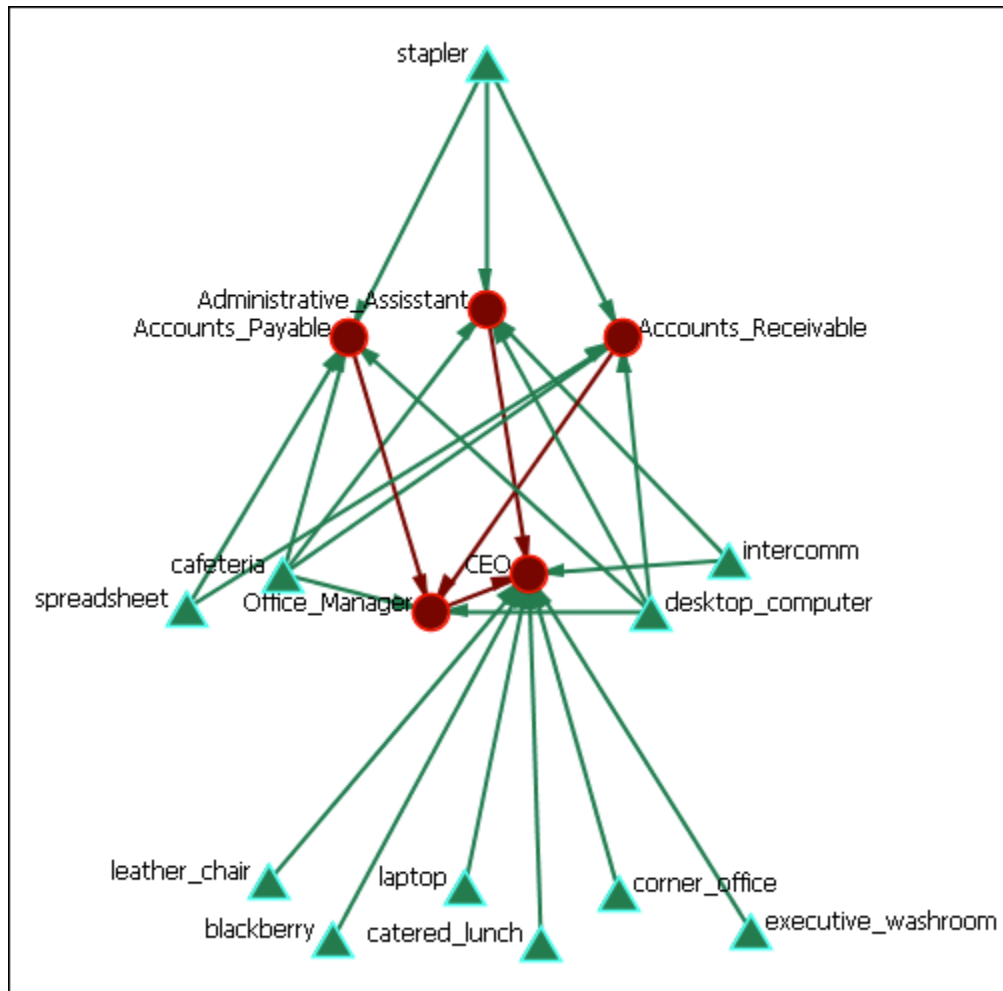 stapler
Administrative_Assisstant
Accounts_Payable
Accounts_Receivable
intercomm
cafeteria
CEO
spreadsheet
Office_Manager
desktop_computer
leather_chair
laptop
corner_office
blackberry
catered_lunch
executive_washroom